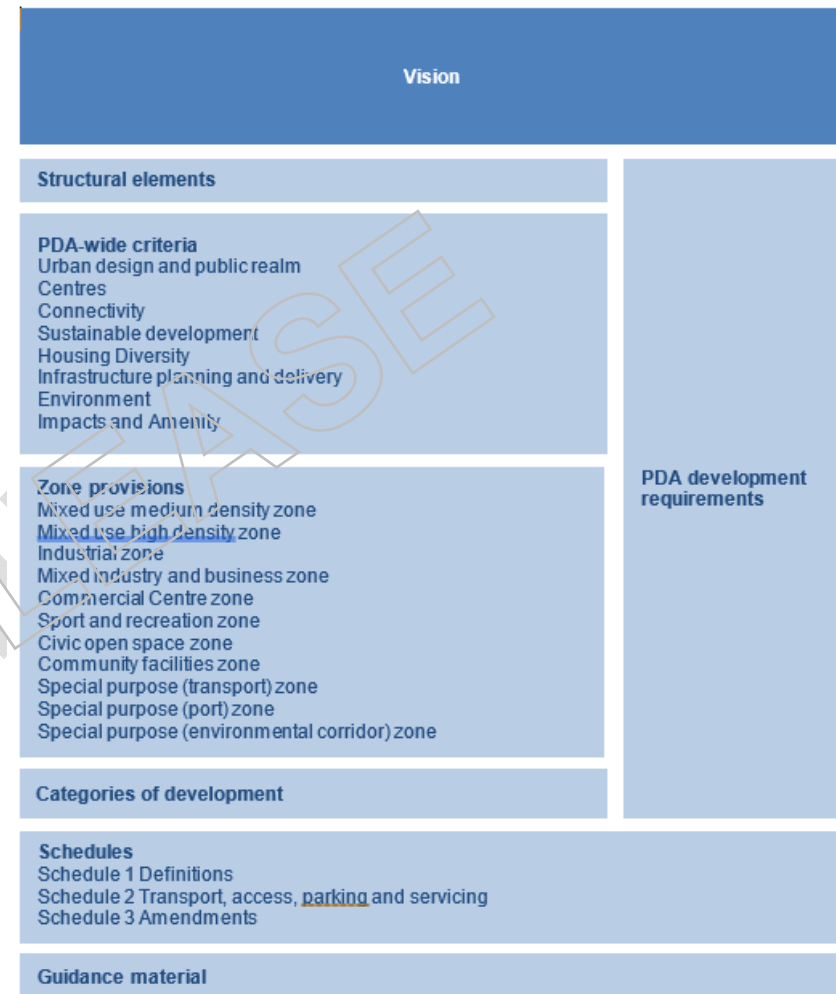 Vision
Structural elements
PDA-wide criteria
Urban design and public realm
Centres
Connectivity
Sustainable development
Housing Diversity
Infrastructure planning and delivery
Environment
Impacts and Amenity
Zone provisions
Mixed use medium density zone
Mixed use high density zone
Industrial zone
Mixed industry and business zone
Commercial Centre zone
Sport and recreation zone
Civic open space zone
Community facilities zone
Special purpose (transport) zone
Special purpose (port) zone
Special purpose (environmental corridor) zone
Categories of development
PDA development
requirements
Schedules
Schedule 1 Definitions
Schedule 2 Transport, access, parking and servicing
Schedule 3 Amendments
Guidance material
LEASE